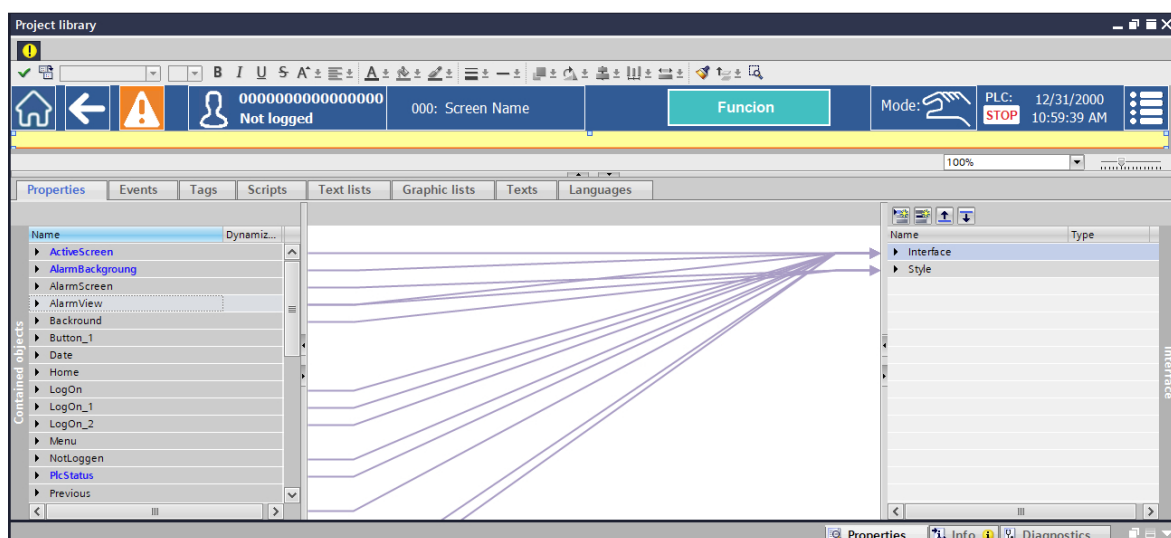 Project library
B I U S A
0000000000000000
Not logged
000: Screen Name
Funcion
Mode:
PLC:
STOP
12/31/2000
10:59:39 AM
100%
Properties Events Tags Scripts Text lists Graphic lists Texts Languages
Name Dynamiz...
Name Type
ActiveScreen
AlarmBackgroung
AlarmScreen
AlarmView
Backround
Button_1
Date
Home
LogOn
LogOn_1
LogOn_2
Menu
NotLoggen
PlcStatus
Previous
Interface
Style
Contained objects
Interface
Properties Info Diagnostics